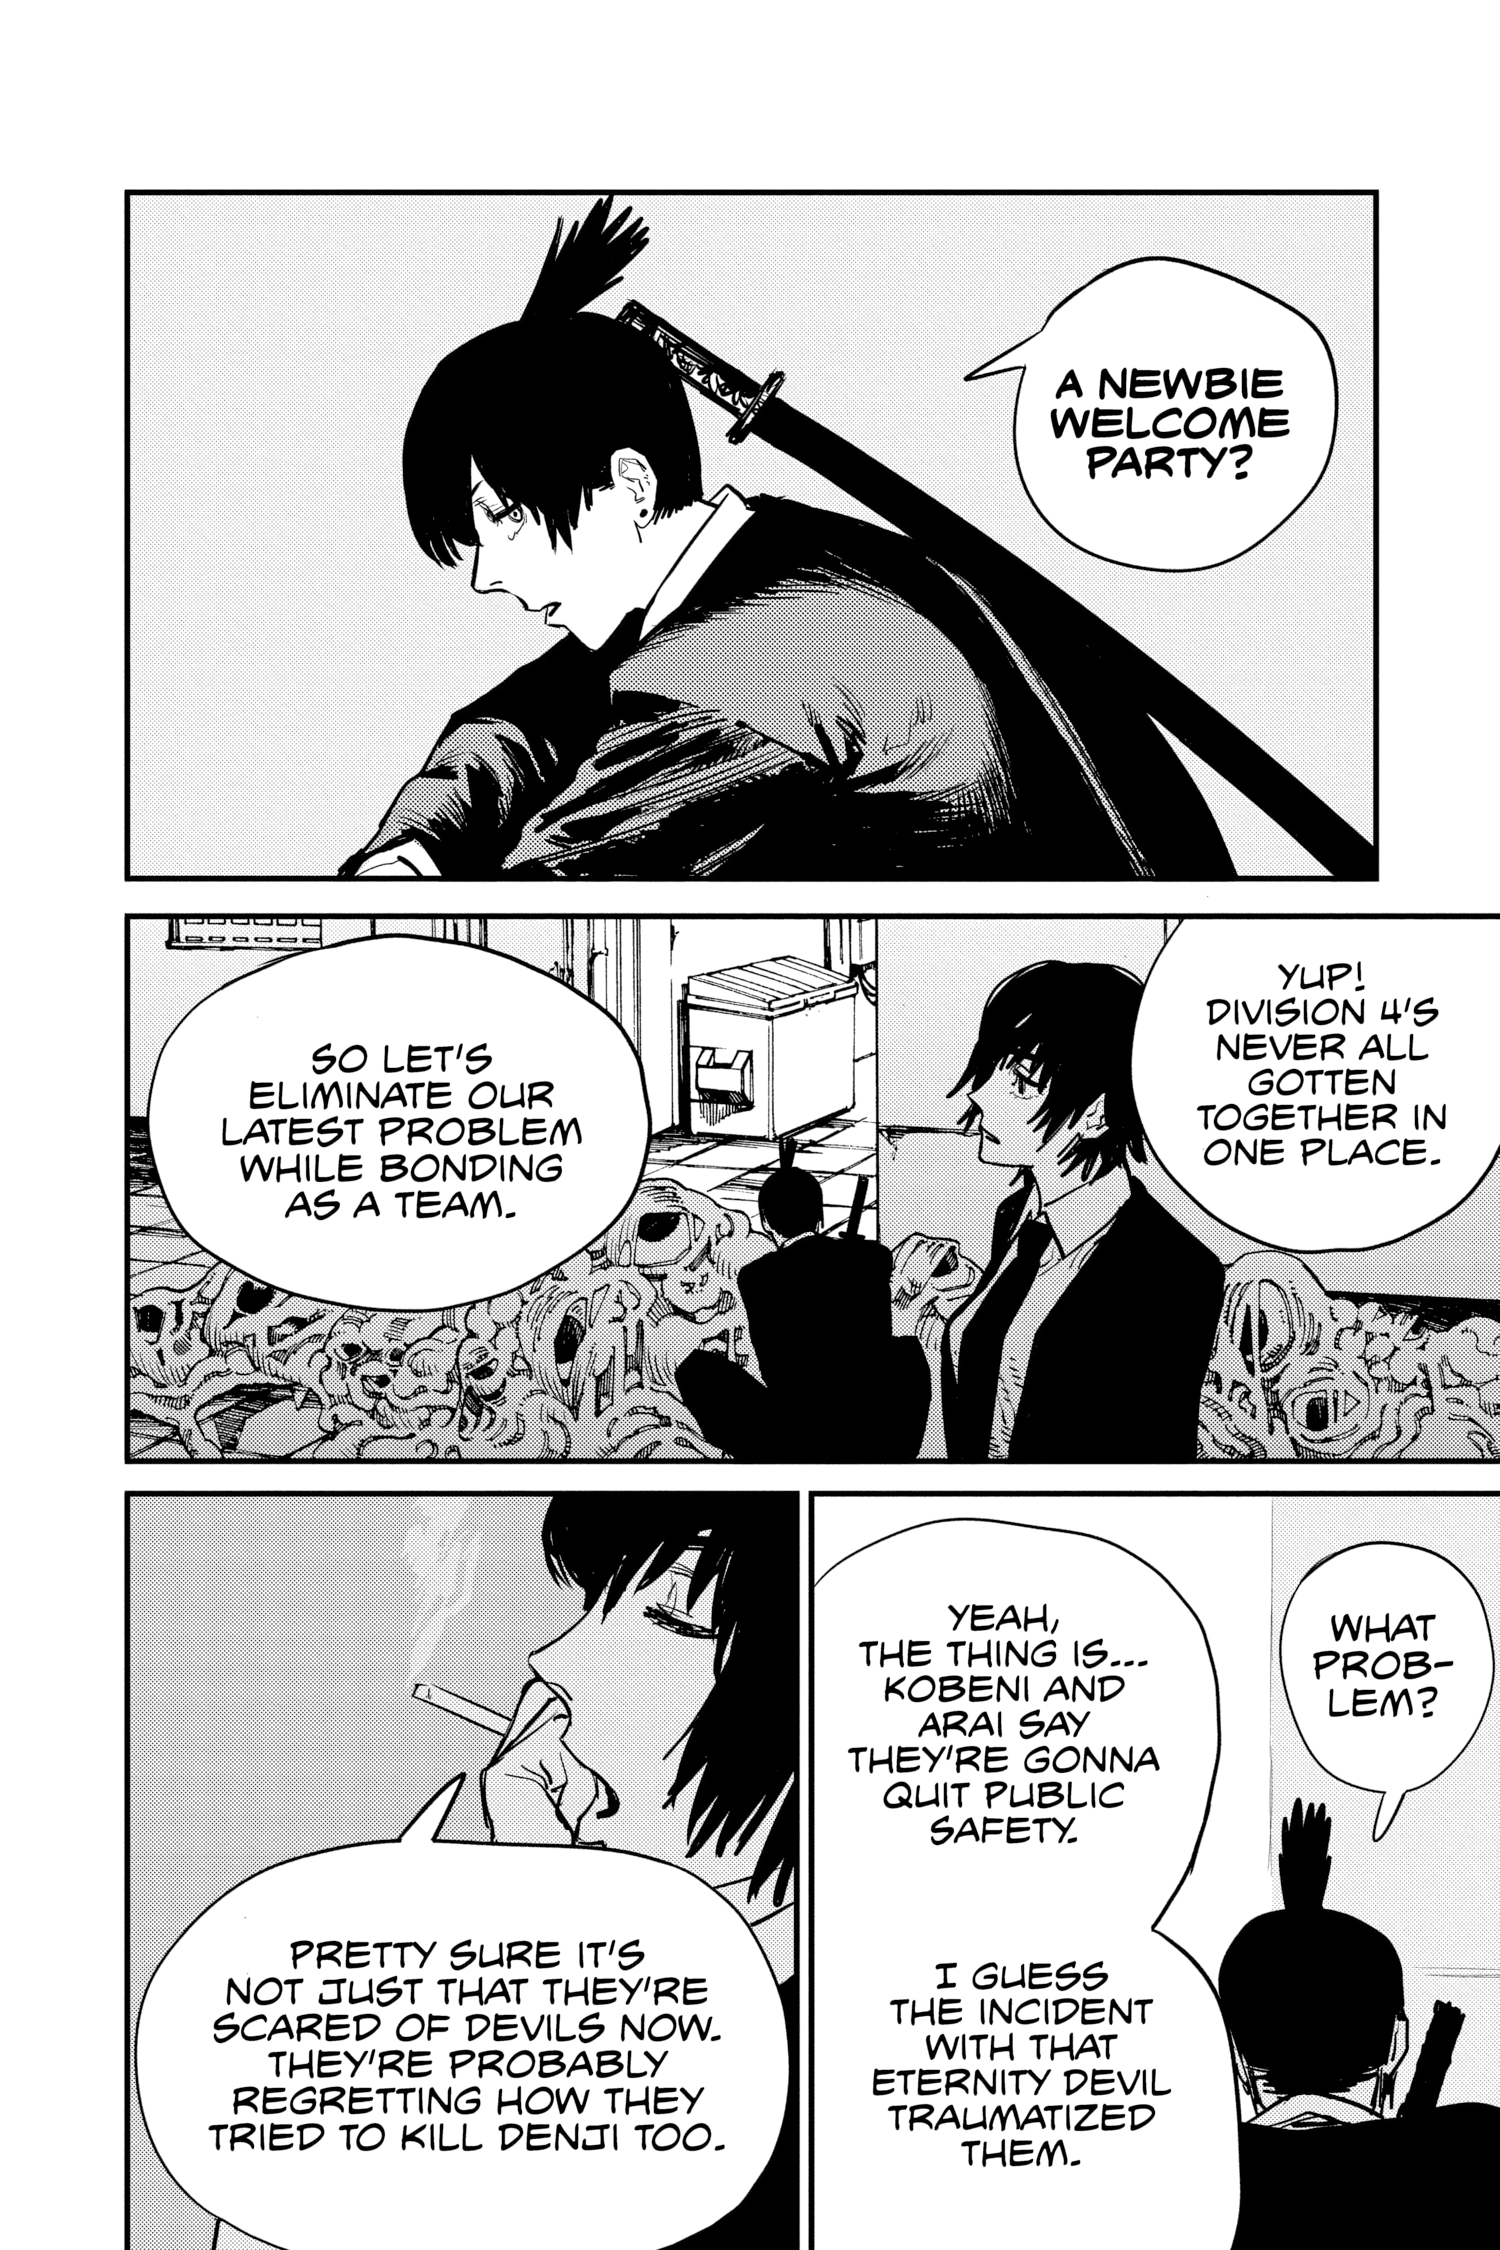 A NEWBIE
WELCOME
PARTY?
YUP!
DIVISION 4'S
NEVER ALL
GOTTEN
TOGETHER IN
ONE PLACE.
SO LET'S
ELIMINATE OUR
LATEST PROBLEM
WHILE BONDING
AS A TEAM.
WHAT
PROB-
LEM?
YEAH,
THE THING IS...
KOBENI AND
ARAI SAY
THEY'RE GONNA
QUIT PUBLIC
SAFETY.
I GUESS
THE INCIDENT
WITH THAT
ETERNITY DEVIL
TRAUMATIZED
THEM.
PRETTY SURE IT'S
NOT JUST THAT THEY'RE
SCARED OF DEVILS NOW.
THEY'RE PROBABLY
REGRETTING HOW THEY
TRIED TO KILL DENJI TOO.